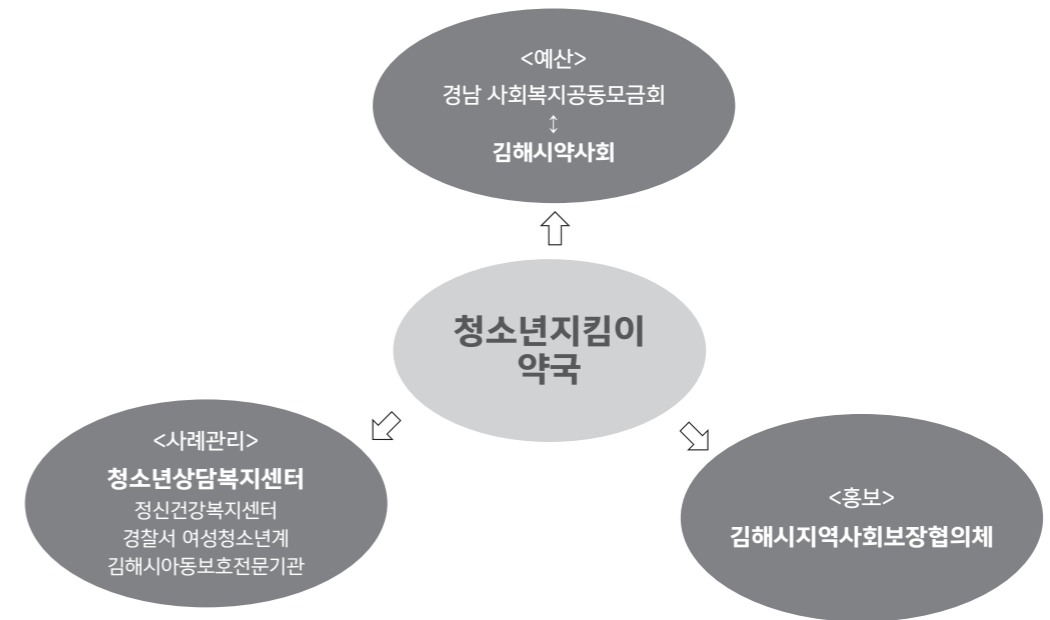 <예산>
경남 사회복지공동모금회
↕
김해시약사회
청소년지킴이
약국
<사례관리>
청소년상담복지센터
정신건강복지센터
경찰서 여성청소년계
김해시아동보호전문기관
<홍보>
김해시지역사회보장협의체